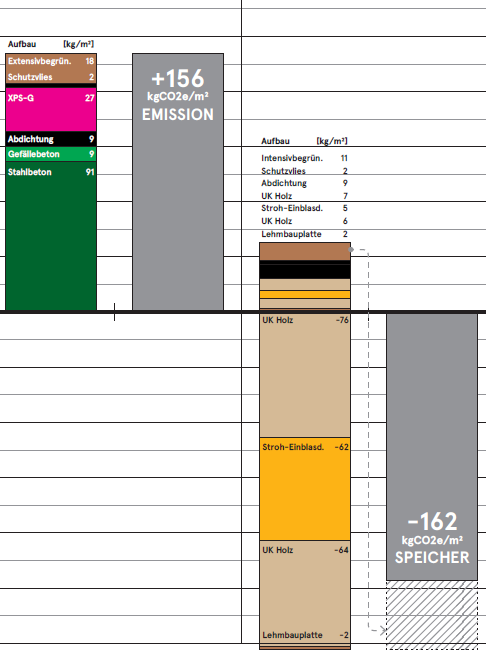 Aufbau [kg/m²]
Extensivbegrün. 18
Schutzvlies 2
XPS-G 27
Abdichtung 9
Gefällebeton 9
Stahlbeton 91
+156
kgCO2e/m²
EMISSION
Aufbau [kg/m²]
Intensivbegrün. 11
Schutzvlies 2
Abdichtung 9
UK Holz 7
Stroh-Einblasd. 5
UK Holz 6
Lehmbauplatte 2
UK Holz -76
Stroh-Einblasd. -62
UK Holz -64
Lehmbauplatte -2
-162
kgCO2e/m²
SPEICHER